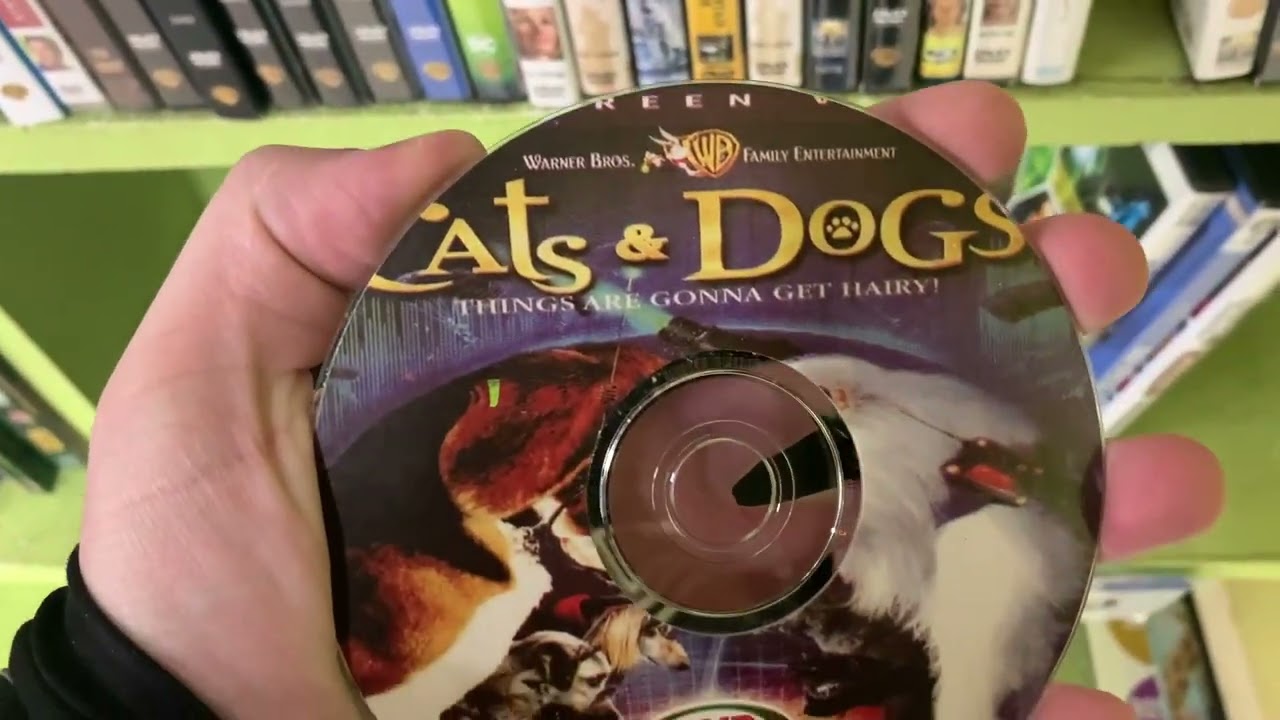 REEN
WARNER BROS. WB FAMILY ENTERTAINMENT
CATS & DOGS
THINGS ARE GONNA GET HAIRY!